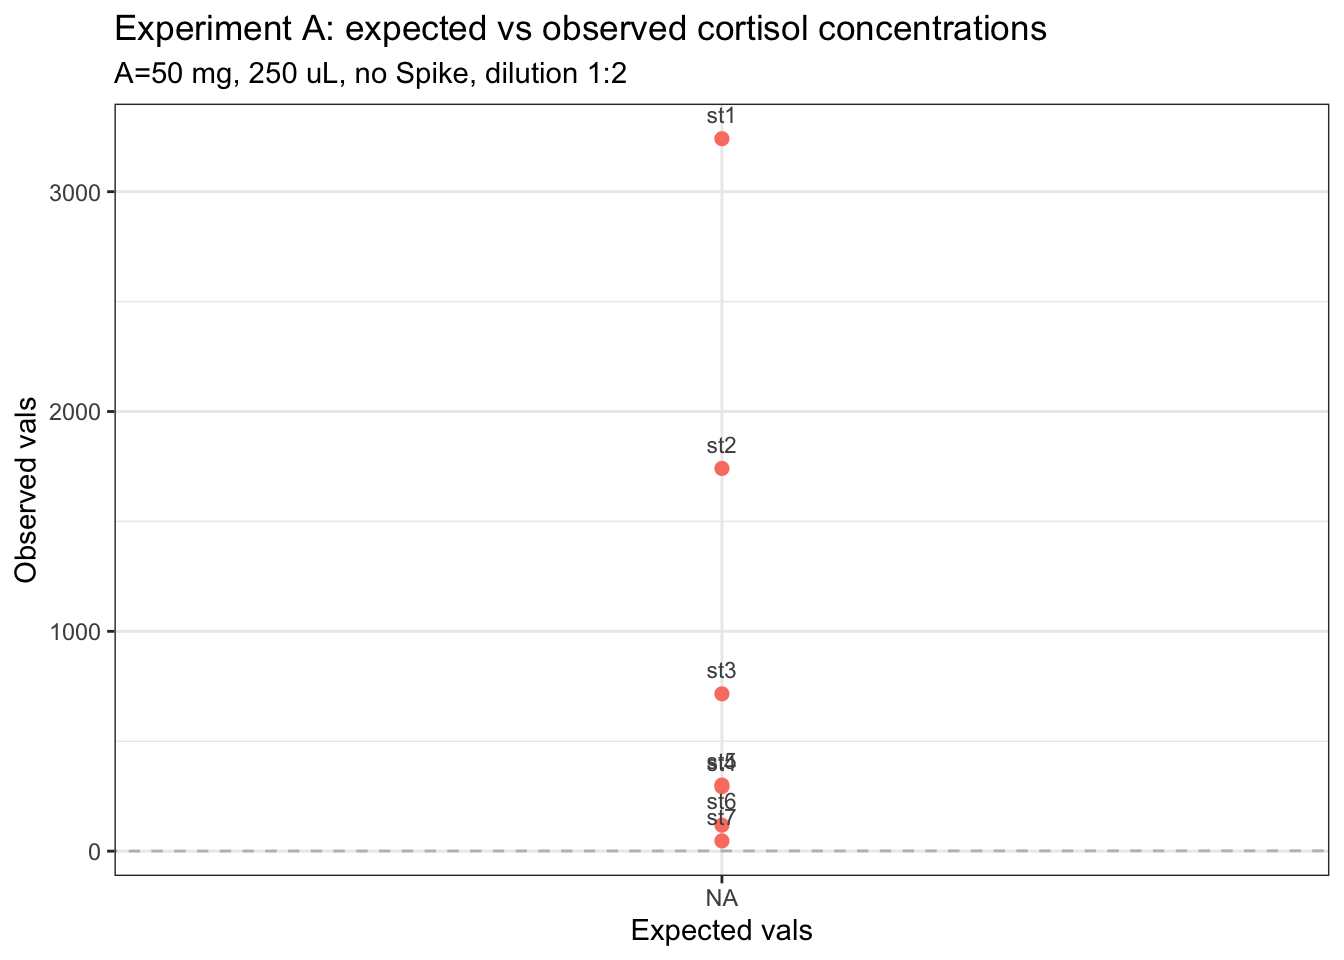 Experiment A: expected vs observed cortisol concentrations
A=50 mg, 250 uL, no Spike, dilution 1:2
st1
3000
st2
2000
Observed vals
st3
1000
st5
st4
st6
st7
0
NA
Expected vals